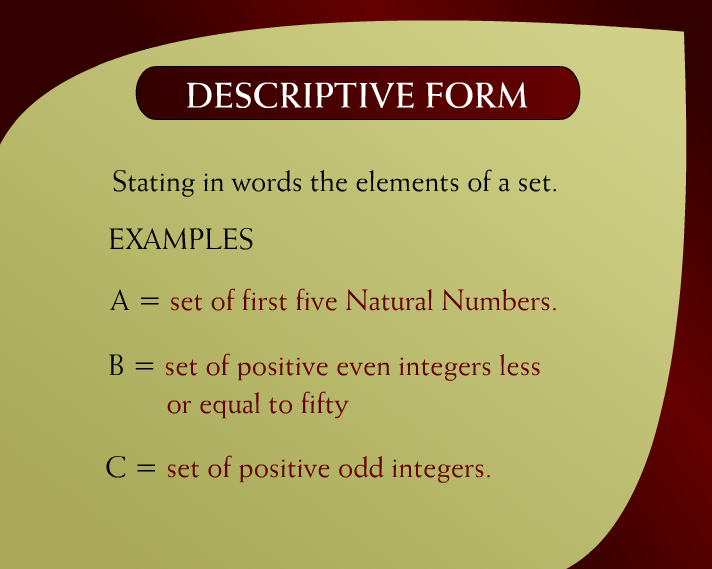 DESCRIPTIVE FORM
Stating in words the elements of a set.
EXAMPLES
A = set of first five Natural Numbers.
B = set of positive even integers less
or equal to fifty
C = set of positive odd integers.